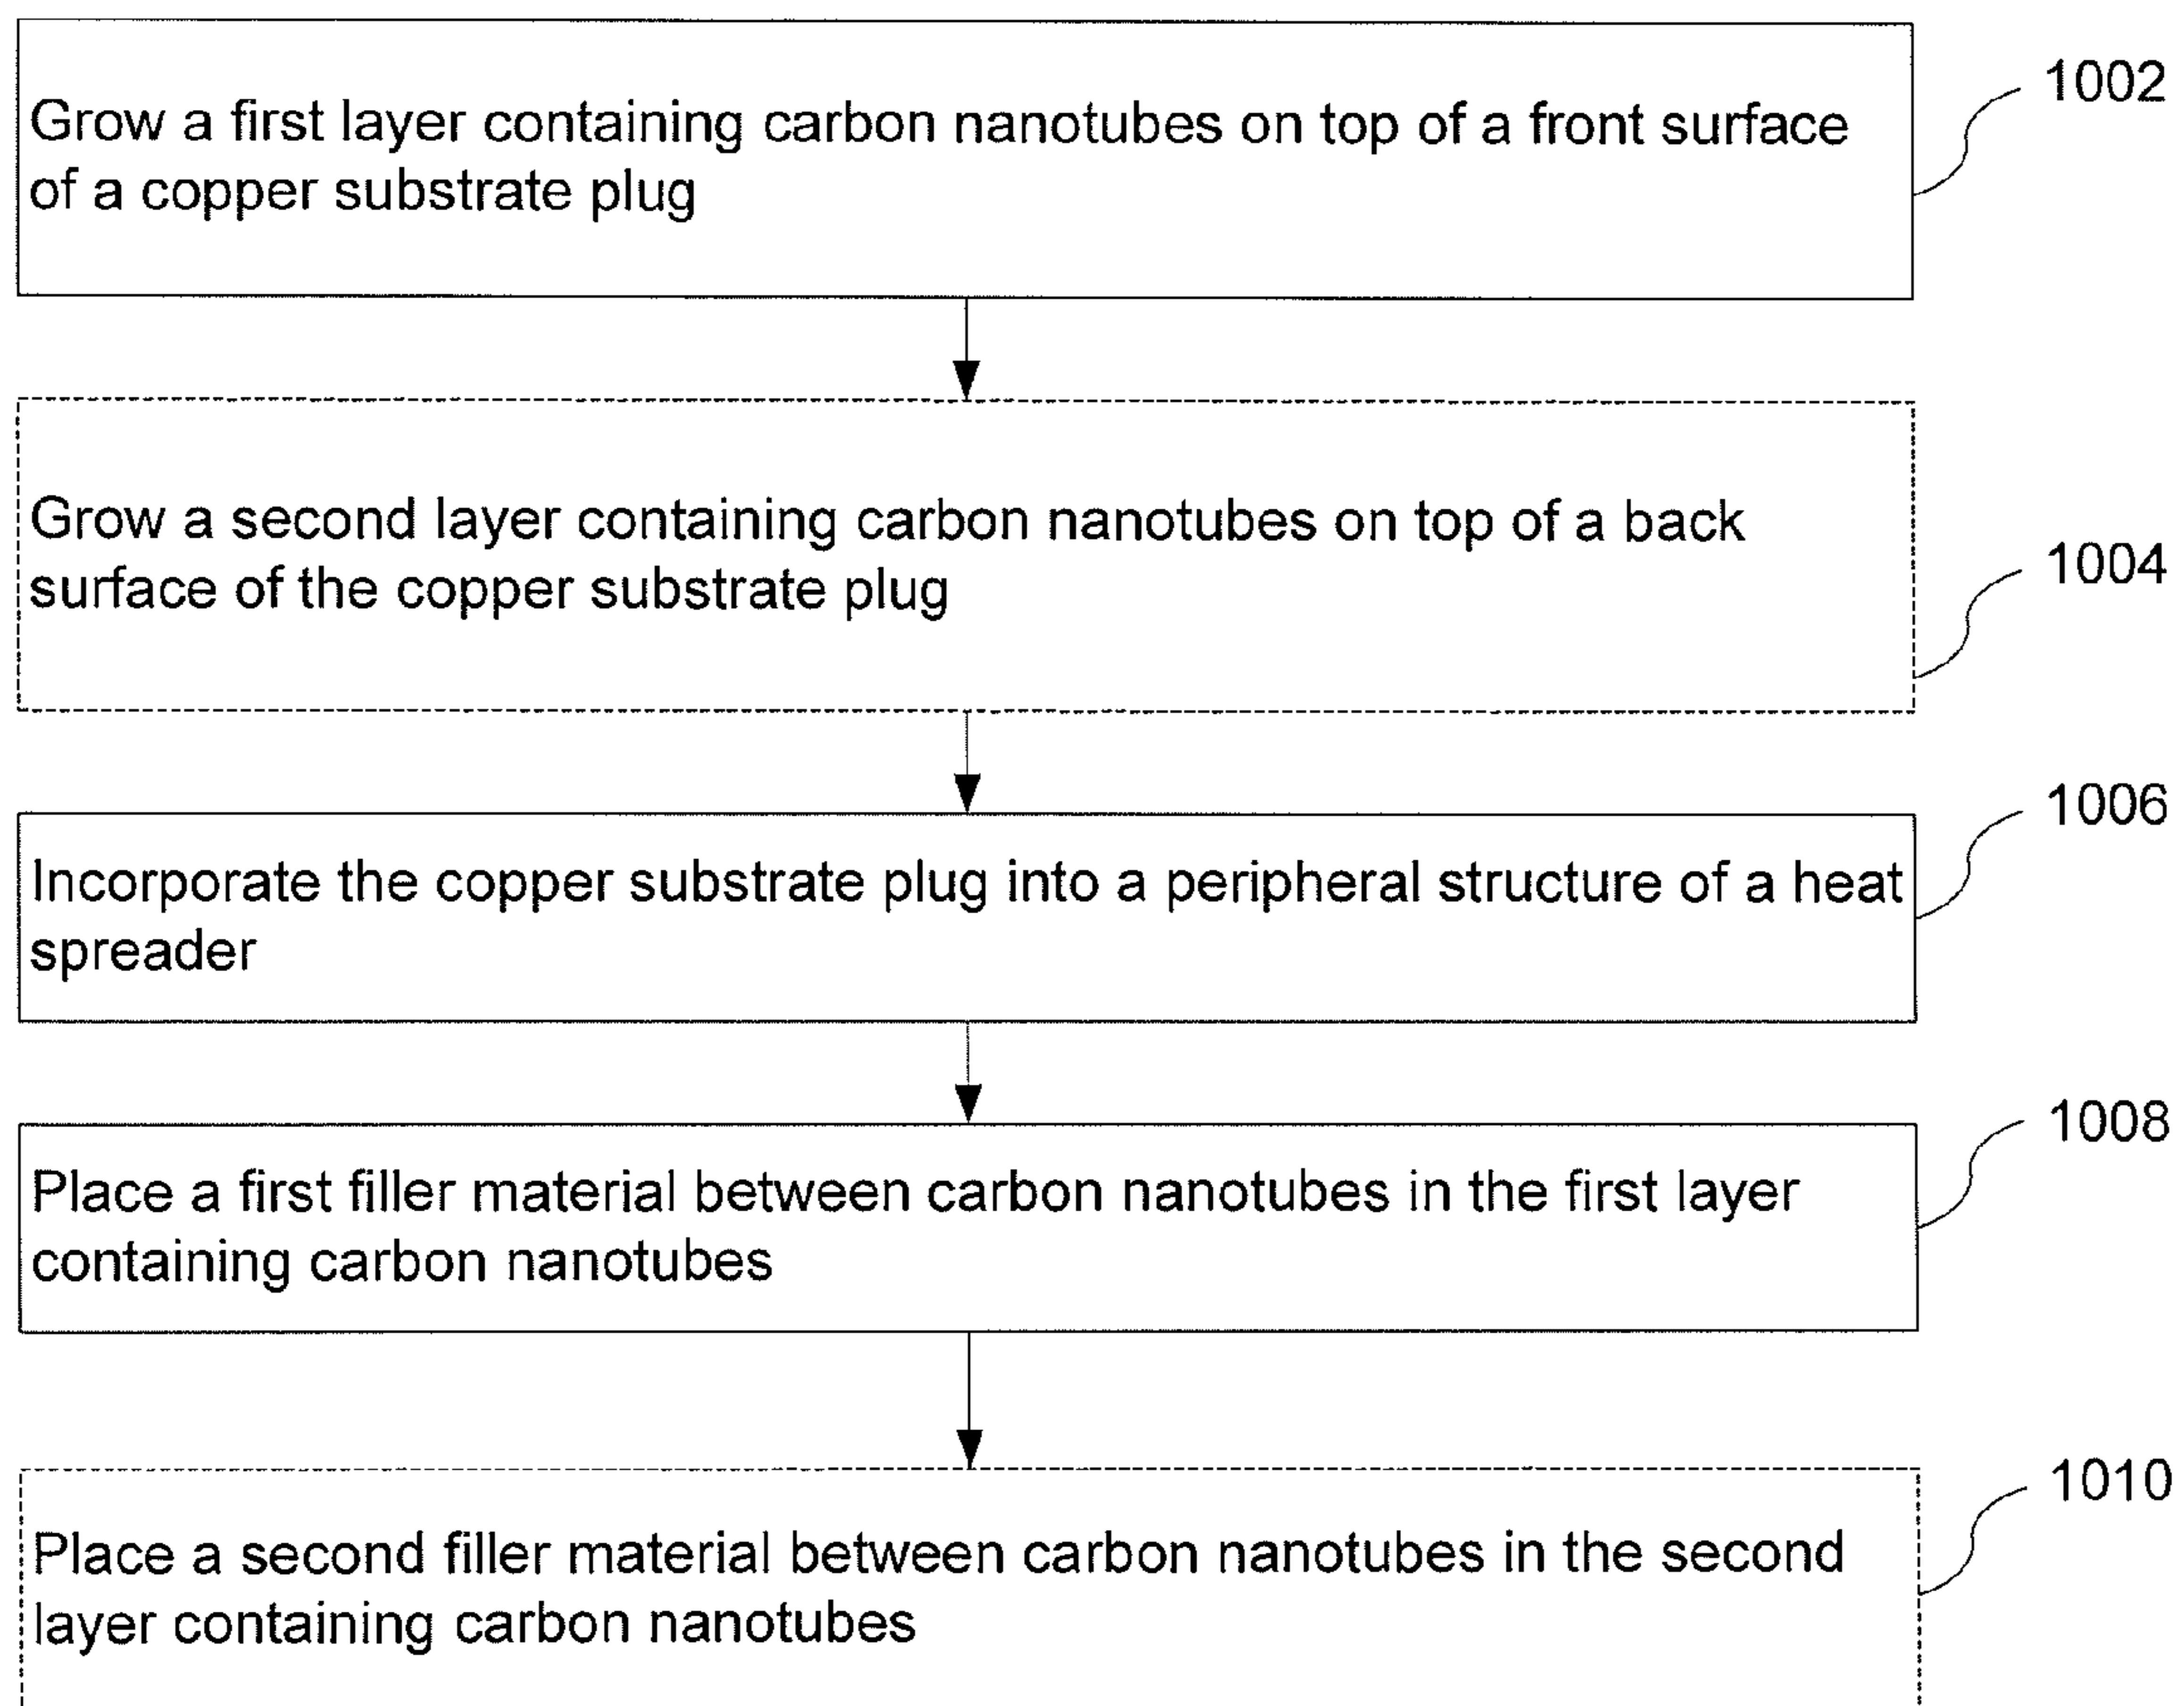 Grow a first layer containing carbon nanotubes on top of a front surface
of a copper substrate plug
1002
Grow a second layer containing carbon nanotubes on top of a back
surface of the copper substrate plug
1004
Incorporate the copper substrate plug into a peripheral structure of a heat
spreader
1006
Place a first filler material between carbon nanotubes in the first layer
containing carbon nanotubes
1008
Place a second filler material between carbon nanotubes in the second
layer containing carbon nanotubes
1010